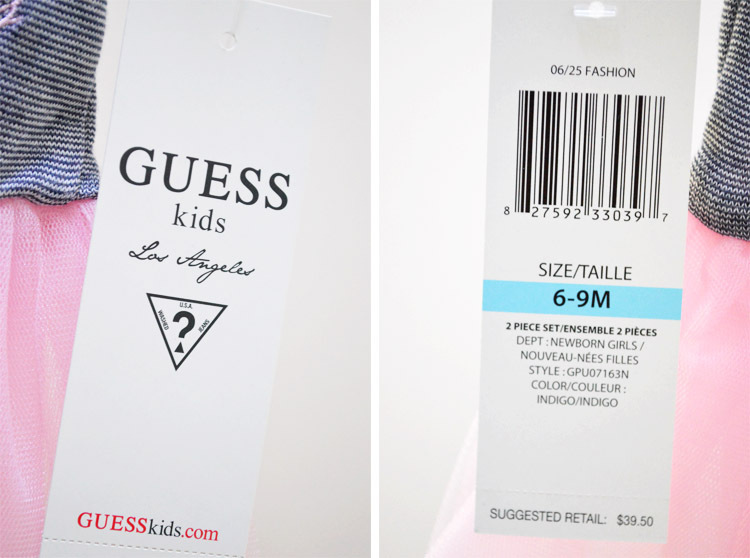 GUESS
kids
Los Angeles
U.S.A.
WASHED
?
JEANS
GUESSkids.com
06/25 FASHION
8 27592 33039 7
SIZE/TAILLE
6-9M
2 PIECE SET/ENSEMBLE 2 PIÈCES
DEPT : NEWBORN GIRLS /
NOUVEAU-NÉES FILLES
STYLE : GPU07163N
COLOR/COULEUR :
INDIGO/INDIGO
SUGGESTED RETAIL: $39.50